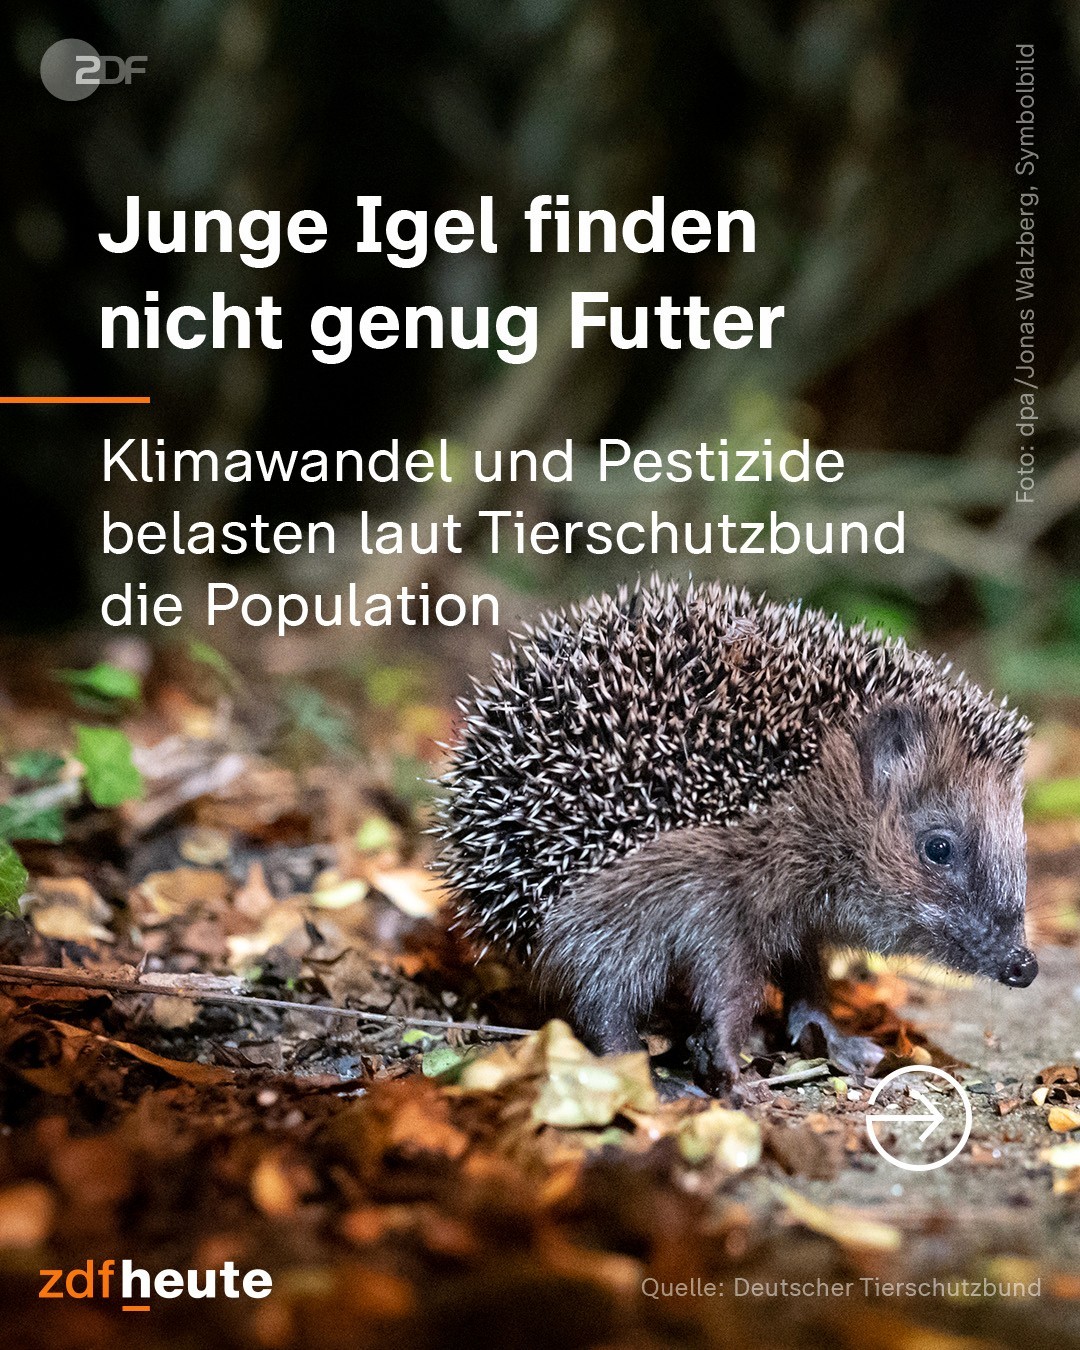 ZDF
Foto: dpa/Jonas Walzberg, Symbolbild
Junge Igel finden
nicht genug Futter
Klimawandel und Pestizide
belasten laut Tierschutzbund
die Population
zdfheute
Quelle: Deutscher Tierschutzbund